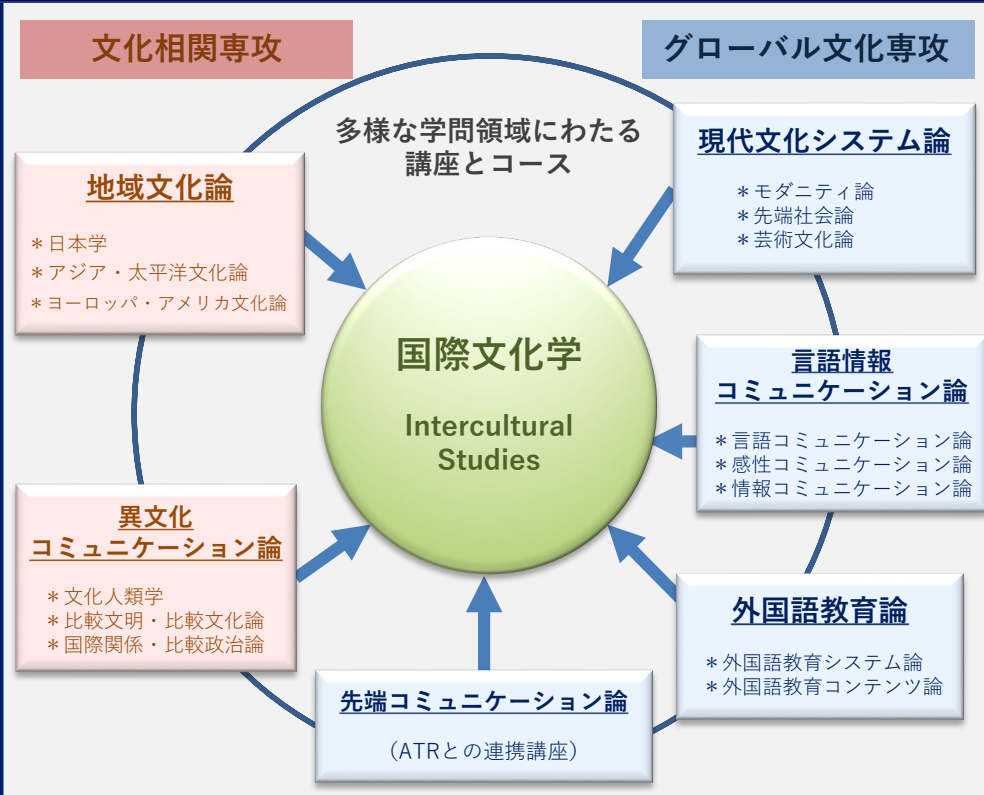 文化相関専攻
グローバル文化専攻
多様な学問領域にわたる
講座とコース
地域文化論
＊日本学
＊アジア・太平洋文化論
＊ヨーロッパ・アメリカ文化論
現代文化システム論
＊モダニティ論
＊先端社会論
＊芸術文化論
国際文化学
Intercultural
Studies
言語情報
コミュニケーション論
＊言語コミュニケーション論
＊感性コミュニケーション論
＊情報コミュニケーション論
異文化
コミュニケーション論
＊文化人類学
＊比較文明・比較文化論
＊国際関係・比較政治論
外国語教育論
＊外国語教育システム論
＊外国語教育コンテンツ論
先端コミュニケーション論
（ATRとの連携講座）